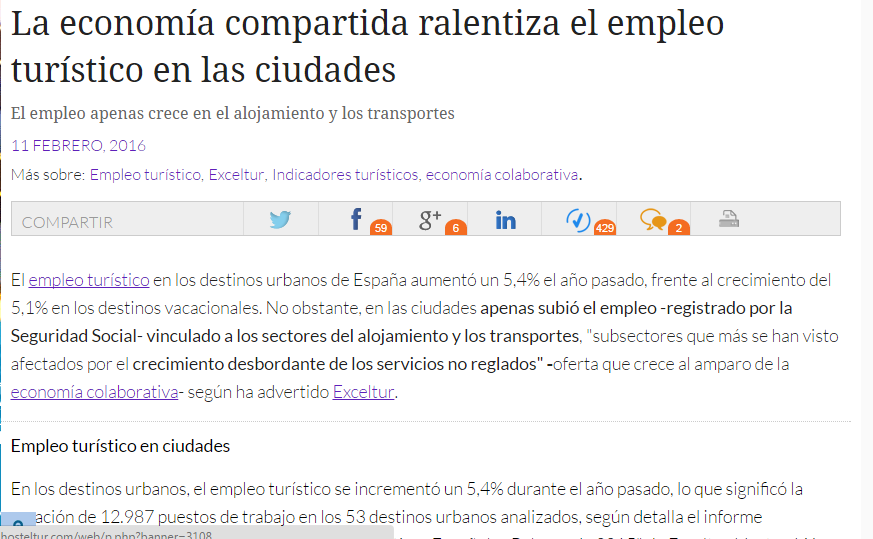 La economía compartida ralentiza el empleo
turístico en las ciudades
El empleo apenas crece en el alojamiento y los transportes
11 FEBRERO, 2016
Más sobre: Empleo turístico, Exceltur, Indicadores turísticos, economía colaborativa.
COMPARTIR f 59 g+ 6 in 429 2
El empleo turístico en los destinos urbanos de España aumentó un 5,4% el año pasado, frente al crecimiento del
5,1% en los destinos vacacionales. No obstante, en las ciudades apenas subió el empleo -registrado por la
Seguridad Social- vinculado a los sectores del alojamiento y los transportes, "subsectores que más se han visto
afectados por el crecimiento desbordante de los servicios no reglados" -oferta que crece al amparo de la
economía colaborativa- según ha advertido Exceltur.
Empleo turístico en ciudades
En los destinos urbanos, el empleo turístico se incrementó un 5,4% durante el año pasado, lo que significó la
ación de 12.987 puestos de trabajo en los 53 destinos urbanos analizados, según detalla el informe
hosteltur.com/web/p.php?banner=3108